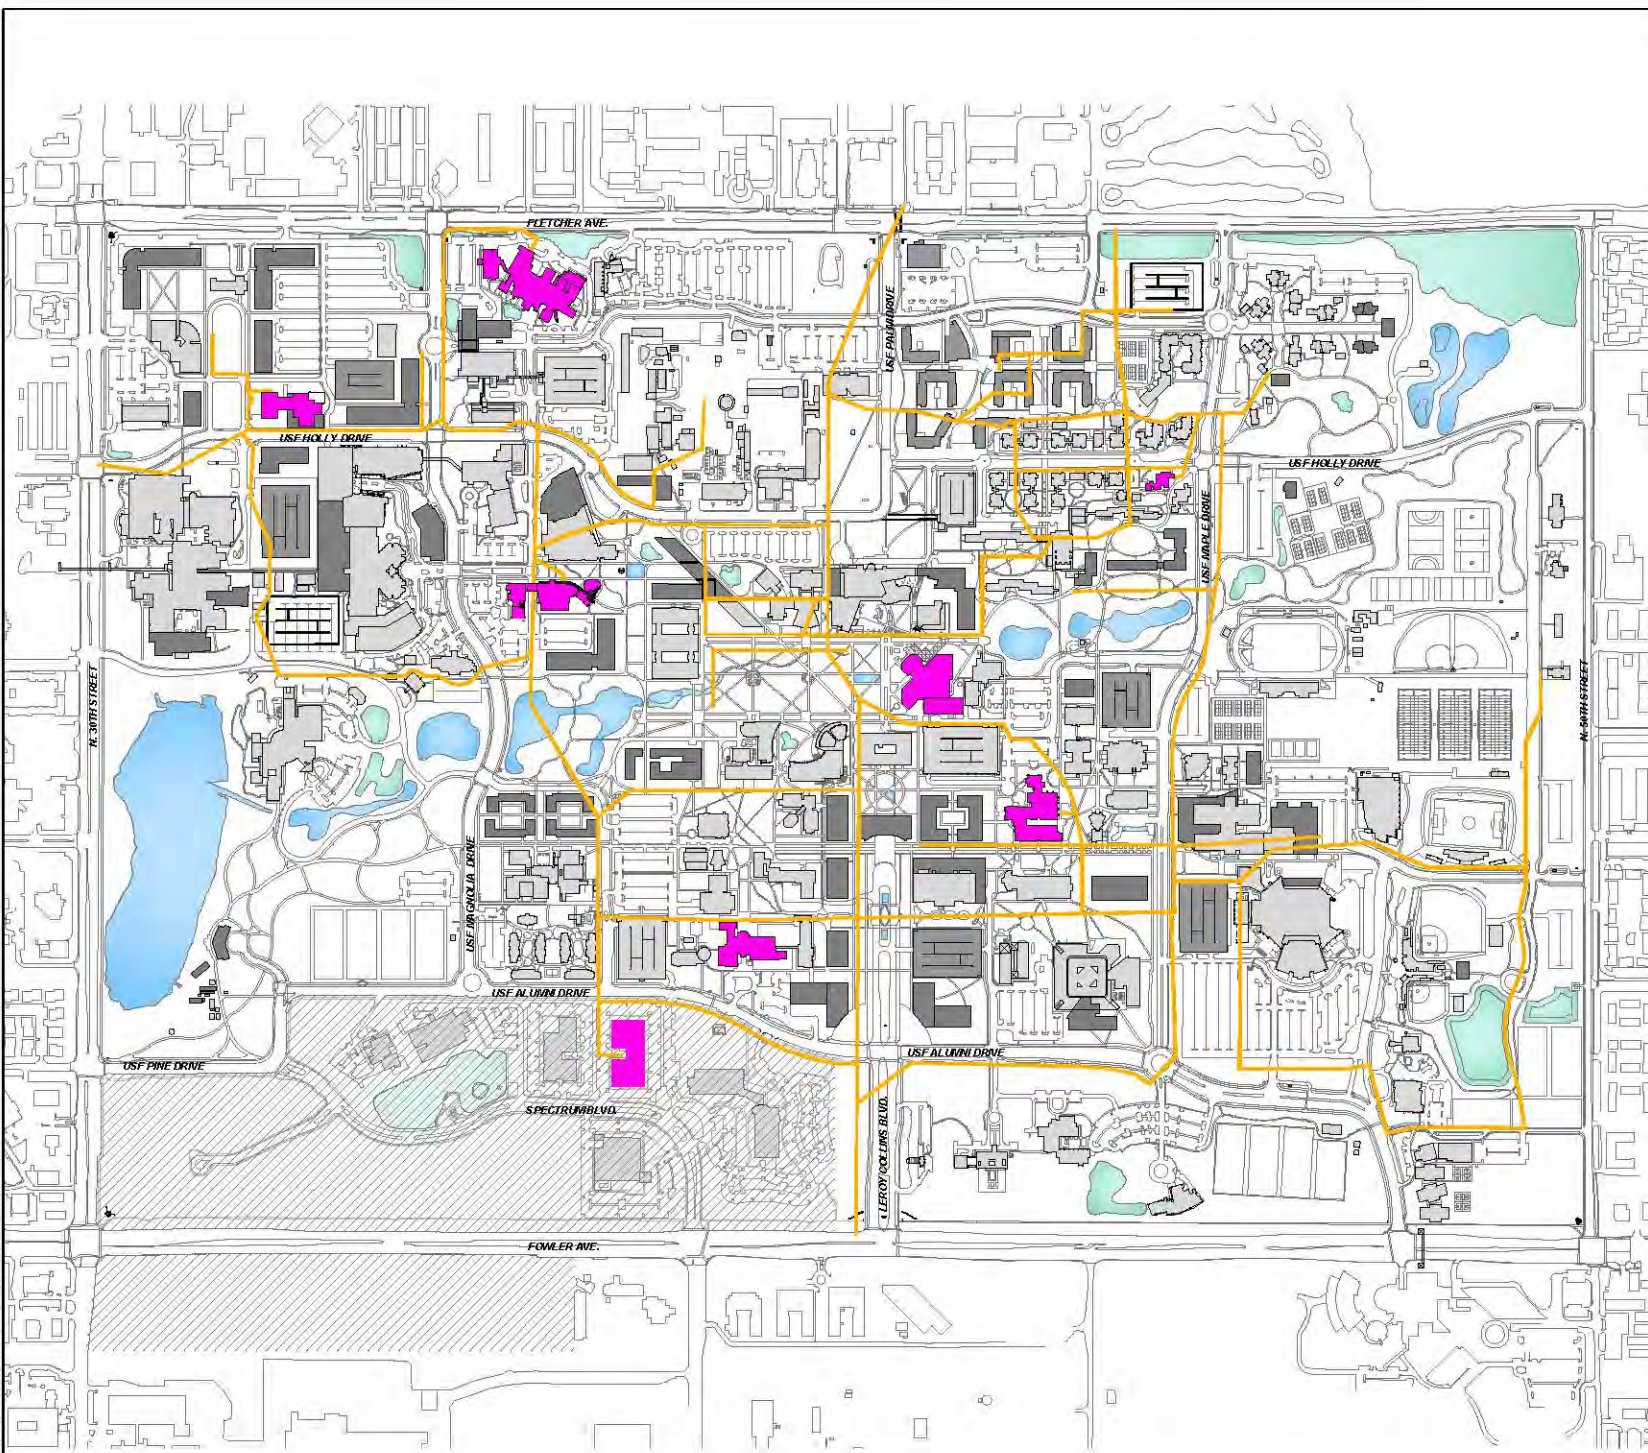 FLETCHER AVE.
USF PALM DRIVE
USF HOLLY DRIVE
USF HOLLY DRIVE
USF MAPLE DRIVE
N. 30TH STREET
N. 50TH STREET
USF MAGNOLIA DRIVE
USF ALUMNI DRIVE
USF ALUMNI DRIVE
USF PINE DRIVE
SPECTRUM BLVD.
LEROY COLLINS BLVD.
FOWLER AVE.